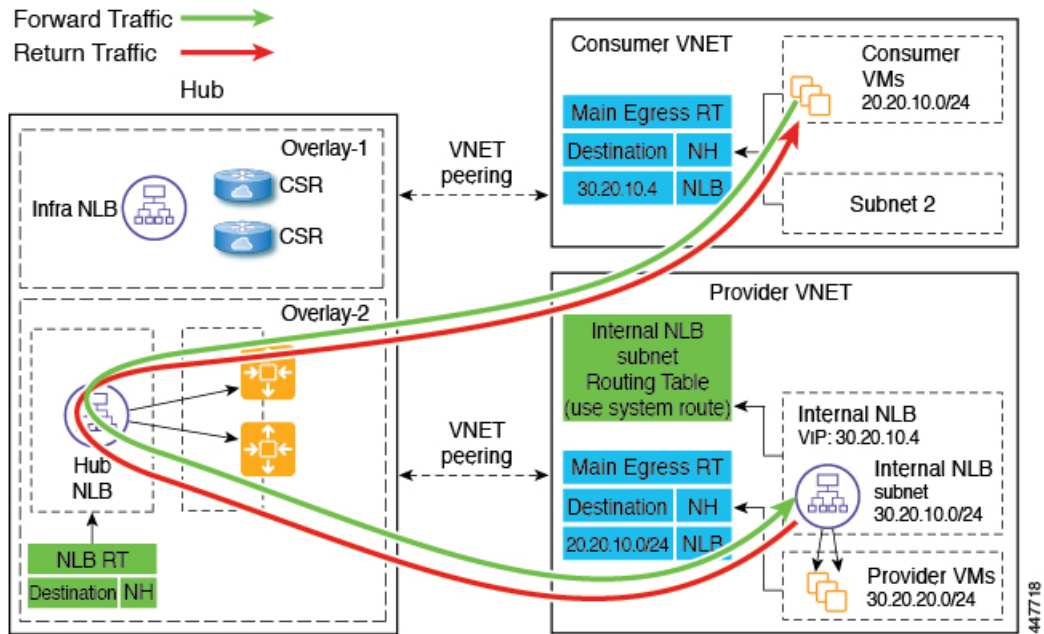 Forward Traffic
Return Traffic
Hub
Overlay-1
Infra NLB
CSR
CSR
Overlay-2
Hub
NLB
NLB RT
Destination
NH
VNET
peering
VNET
peering
Consumer VNET
Main Egress RT
Destination
NH
30.20.10.4
NLB
Consumer
VMs
20.20.10.0/24
Subnet 2
Provider VNET
Internal NLB
subnet
Routing Table
(use system route)
Main Egress RT
Destination
NH
20.20.10.0/24
NLB
Internal NLB
VIP: 30.20.10.4
Internal NLB
subnet
30.20.10.0/24
Provider VMs
30.20.20.0/24
447718